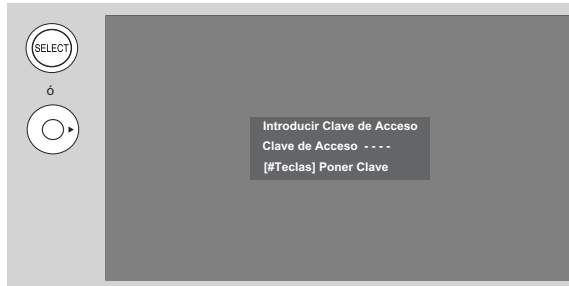 SELECT
ó
Introducir Clave de Acceso
Clave de Acceso - - - -
[#Teclas] Poner Clave